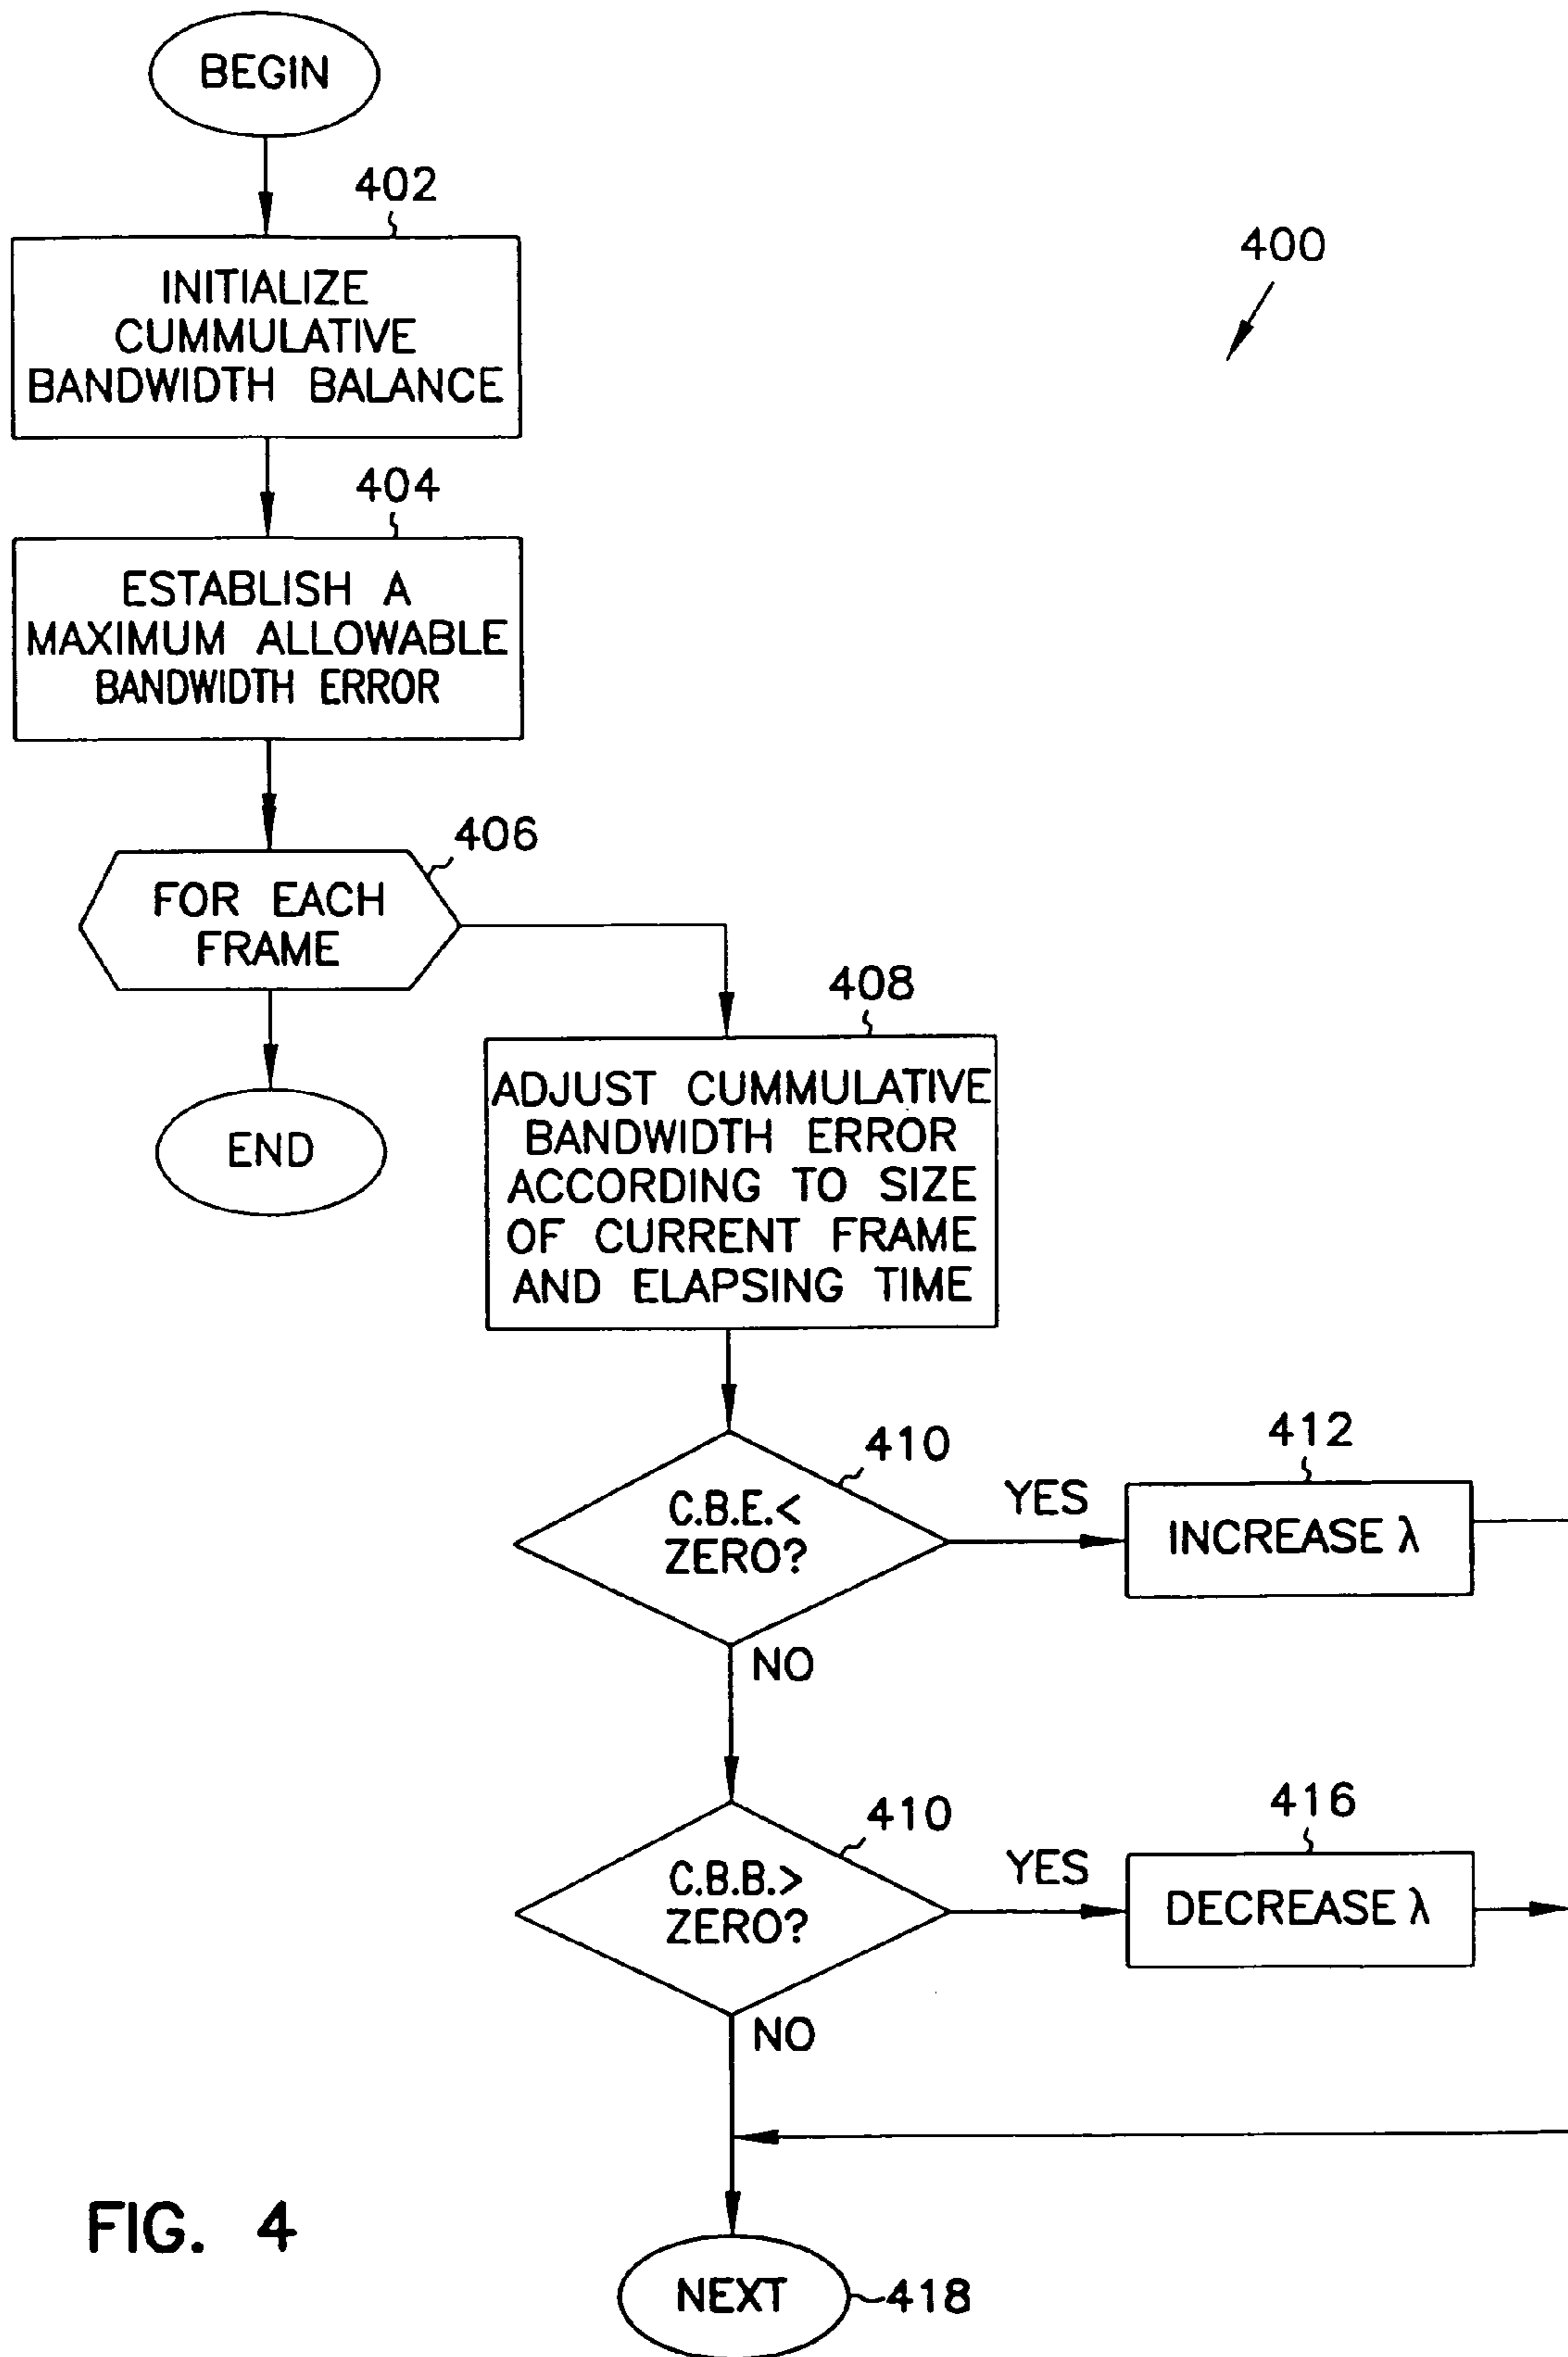 BEGIN
402
INITIALIZE
CUMMULATIVE
BANDWIDTH BALANCE
400
404
ESTABLISH A
MAXIMUM ALLOWABLE
BANDWIDTH ERROR
406
FOR EACH
FRAME
END
408
ADJUST CUMMULATIVE
BANDWIDTH ERROR
ACCORDING TO SIZE
OF CURRENT FRAME
AND ELAPSING TIME
410
C.B.E.<
ZERO?
YES
412
INCREASE λ
NO
410
C.B.B.>
ZERO?
YES
416
DECREASE λ
NO
FIG. 4
NEXT
418